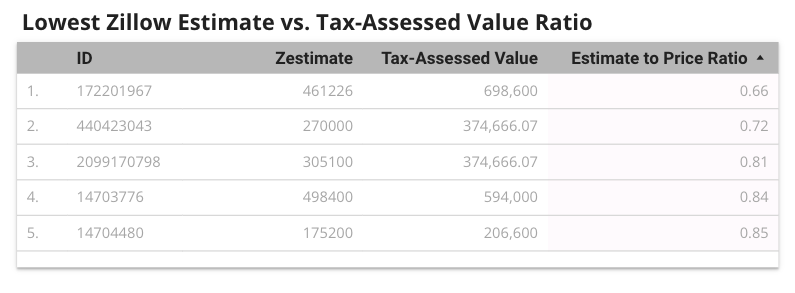 Lowest Zillow Estimate vs. Tax-Assessed Value Ratio
ID Zestimate Tax-Assessed Value Estimate to Price Ratio
1. 172201967 461226 698,600 0.66
2. 440423043 270000 374,666.07 0.72
3. 2099170798 305100 374,666.07 0.81
4. 14703776 498400 594,000 0.84
5. 14704480 175200 206,600 0.85